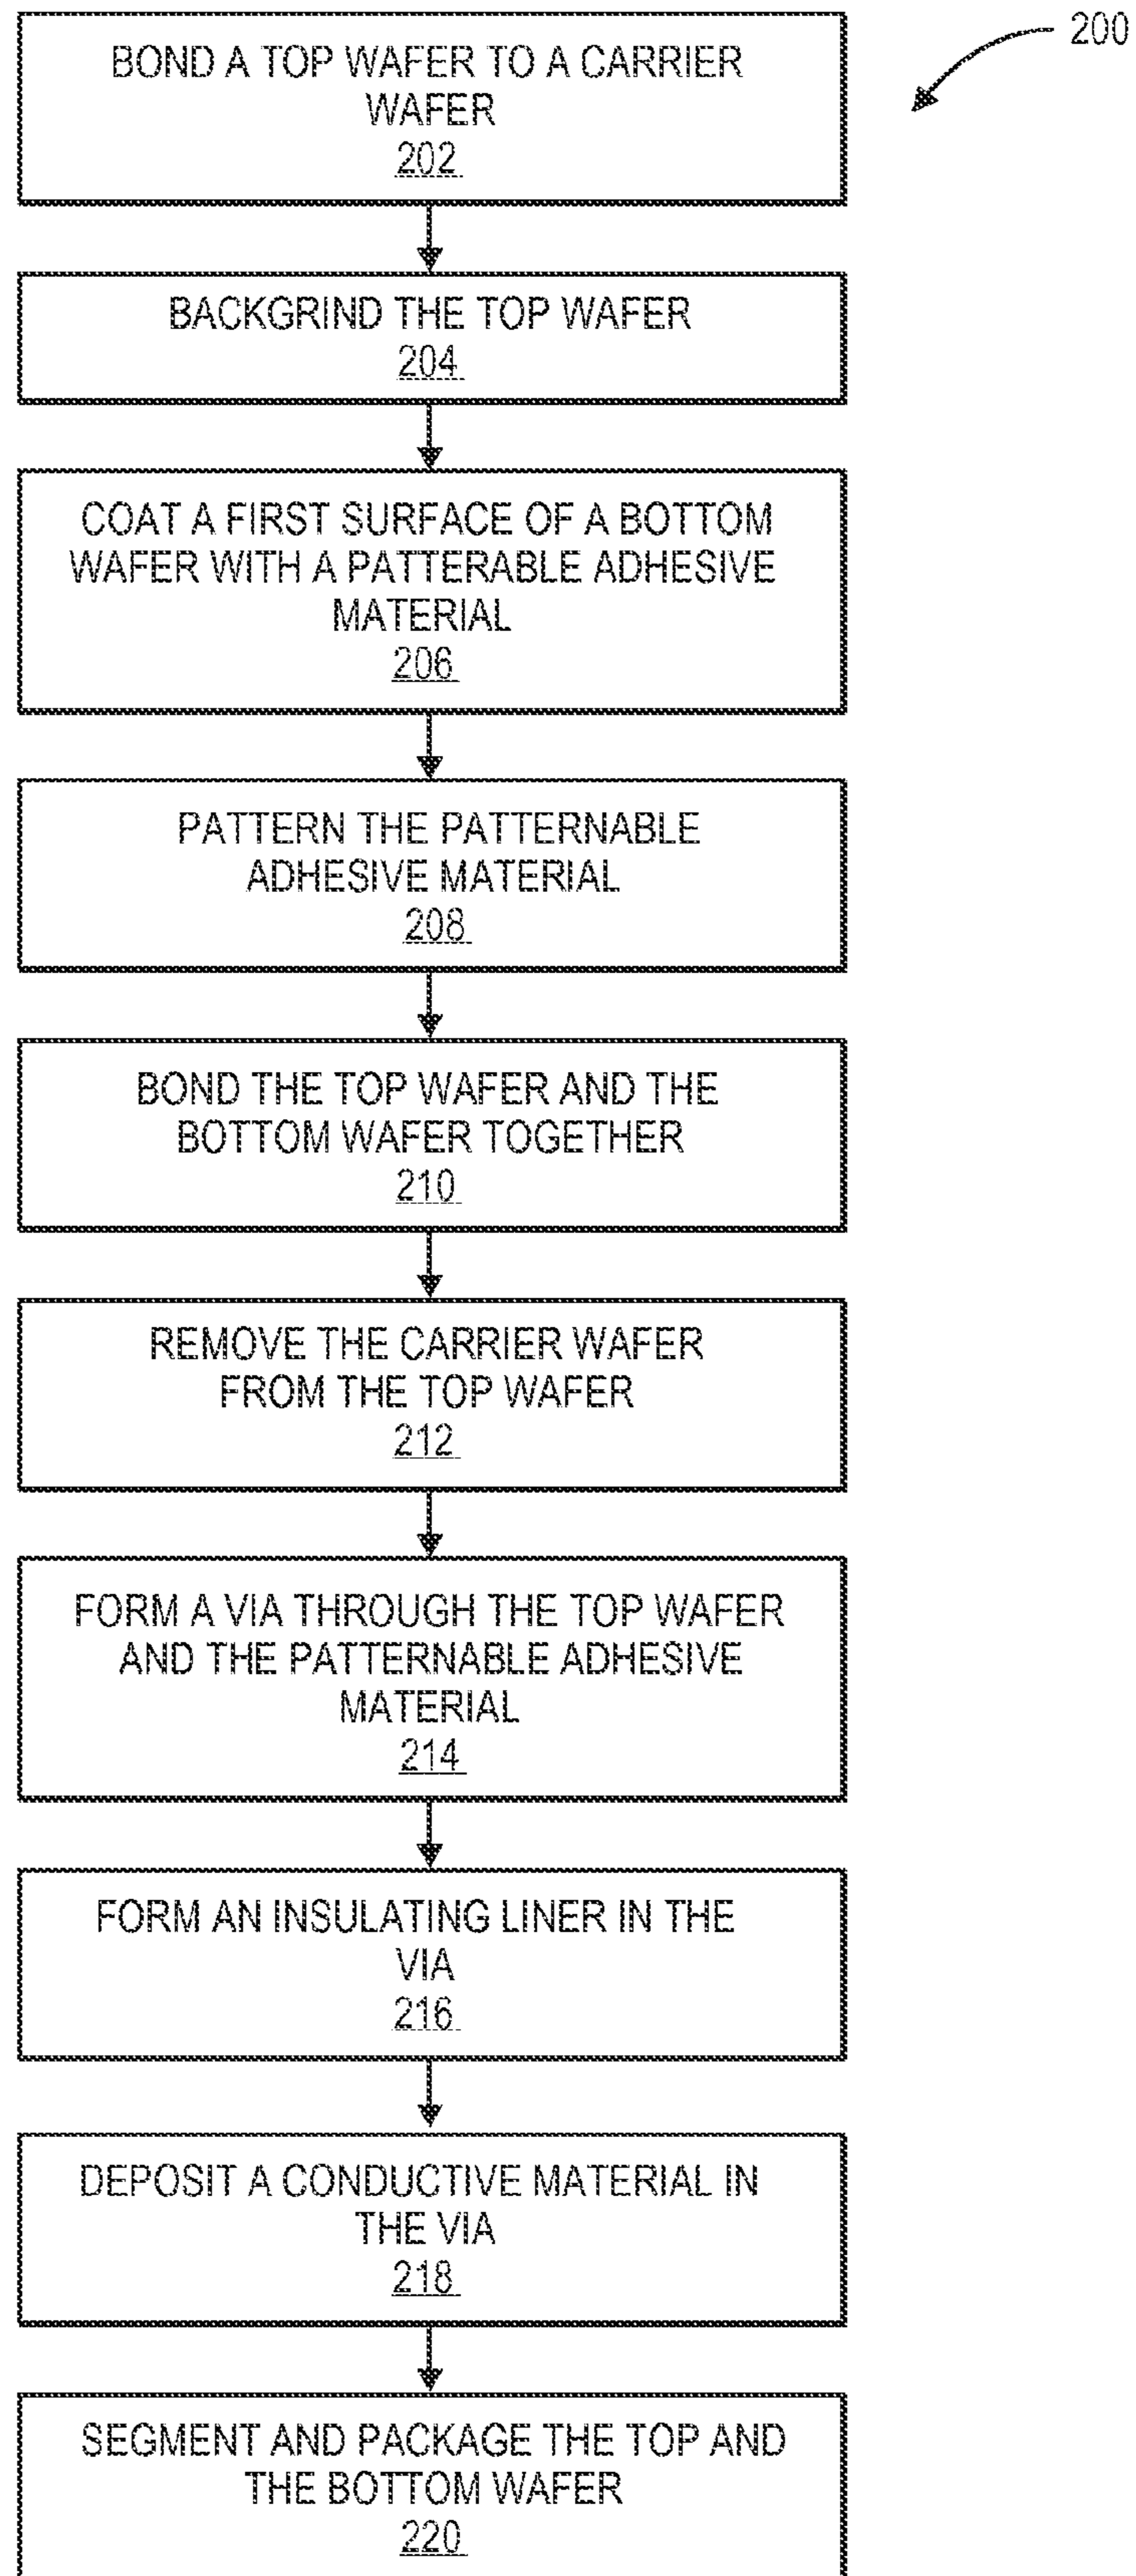 200
BOND A TOP WAFER TO A CARRIER
WAFER
202
BACKGRIND THE TOP WAFER
204
COAT A FIRST SURFACE OF A BOTTOM
WAFER WITH A PATTERABLE ADHESIVE
MATERIAL
206
PATTERN THE PATTERNABLE
ADHESIVE MATERIAL
208
BOND THE TOP WAFER AND THE
BOTTOM WAFER TOGETHER
210
REMOVE THE CARRIER WAFER
FROM THE TOP WAFER
212
FORM A VIA THROUGH THE TOP WAFER
AND THE PATTERNABLE ADHESIVE
MATERIAL
214
FORM AN INSULATING LINER IN THE
VIA
216
DEPOSIT A CONDUCTIVE MATERIAL IN
THE VIA
218
SEGMENT AND PACKAGE THE TOP AND
THE BOTTOM WAFER
220